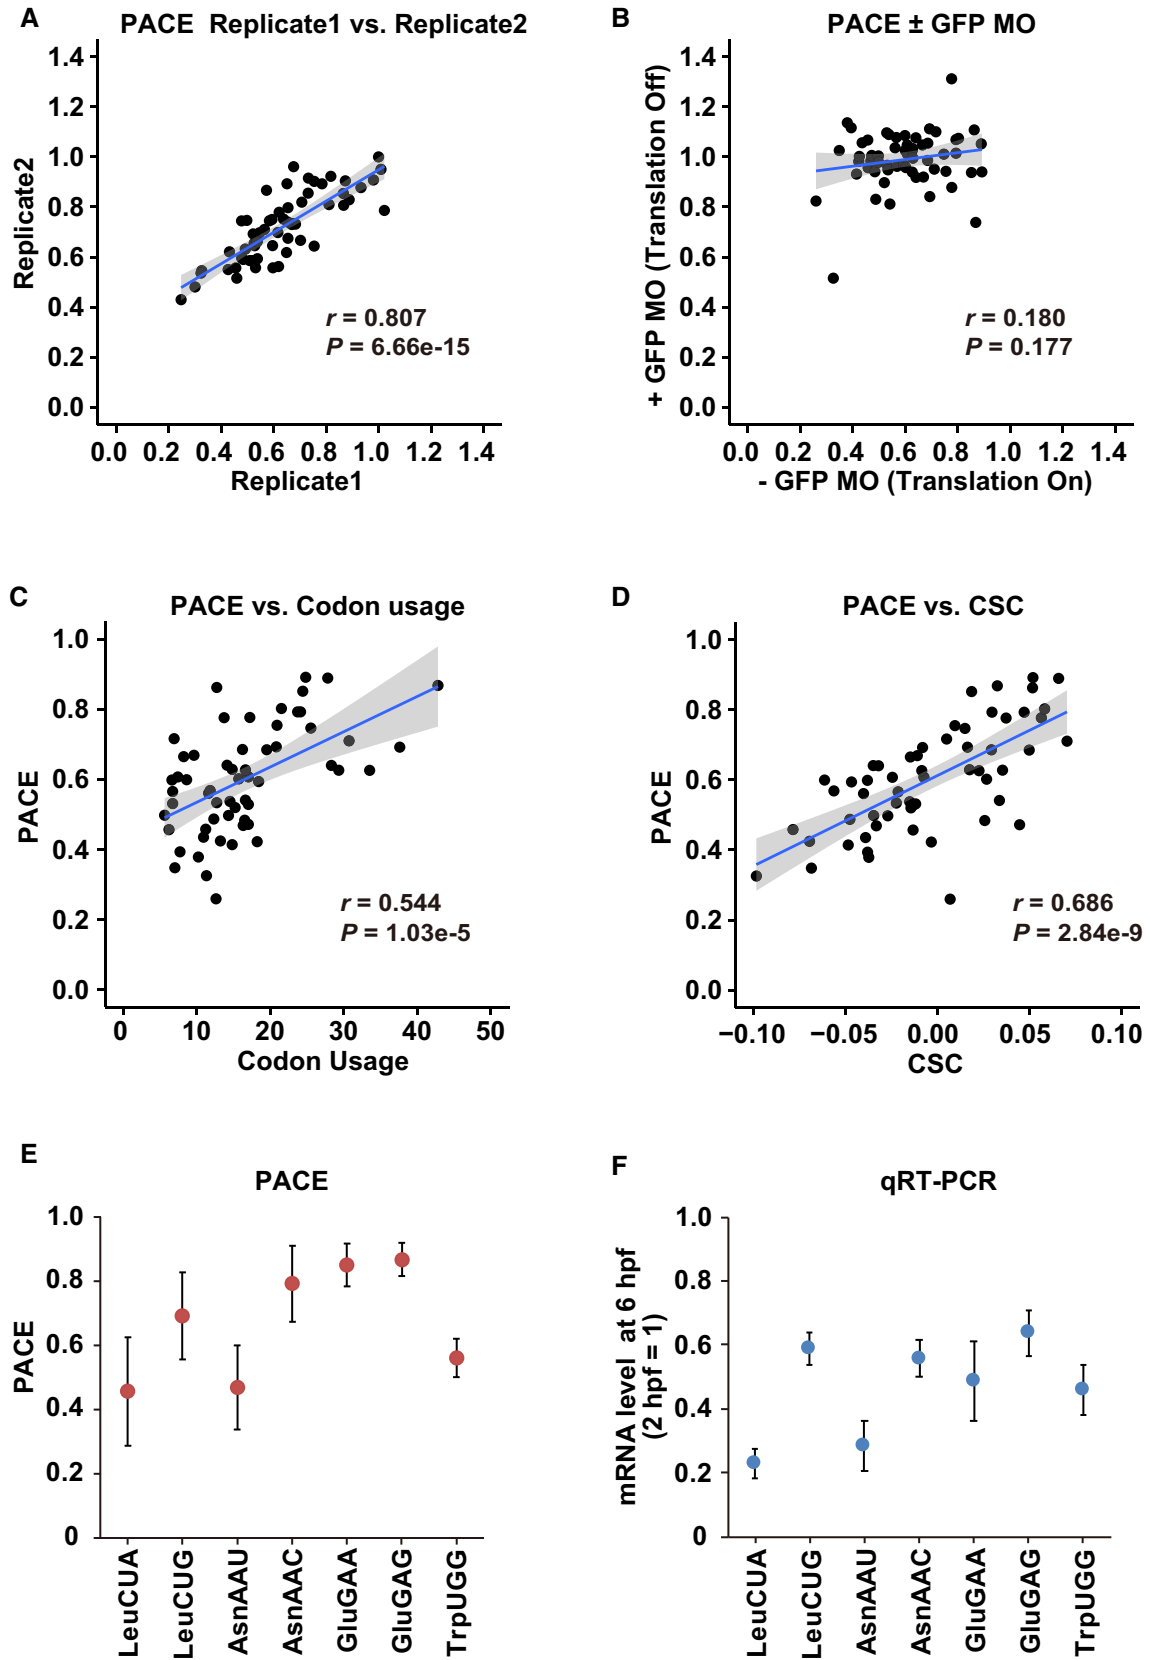 A
PACE  Replicate1 vs. Replicate2
1.4
1.2
1.0
0.8
0.6
0.4
0.2
0.0
Replicate2
r = 0.807
P = 6.66e-15
0.0 0.2 0.4 0.6 0.8 1.0 1.2 1.4
Replicate1
B
PACE ± GFP MO
1.4
1.2
1.0
0.8
0.6
0.4
0.2
0.0
+ GFP MO (Translation Off)
r = 0.180
P = 0.177
0.0 0.2 0.4 0.6 0.8 1.0 1.2 1.4
- GFP MO (Translation On)
C
PACE vs. Codon usage
1.0
0.8
0.6
0.4
0.2
0.0
PACE
r = 0.544
P = 1.03e-5
0 10 20 30 40 50
Codon Usage
D
PACE vs. CSC
1.0
0.8
0.6
0.4
0.2
0.0
PACE
r = 0.686
P = 2.84e-9
−0.10 −0.05 0.00 0.05 0.10
CSC
E
PACE
1.0
0.8
0.6
0.4
0.2
0
PACE
LeuCUA
LeuCUG
AsnAAU
AsnAAC
GluGAA
GluGAG
TrpUGG
F
qRT-PCR
1.0
0.8
0.6
0.4
0.2
0
mRNA level  at 6 hpf
(2 hpf = 1)
LeuCUA
LeuCUG
AsnAAU
AsnAAC
GluGAA
GluGAG
TrpUGG